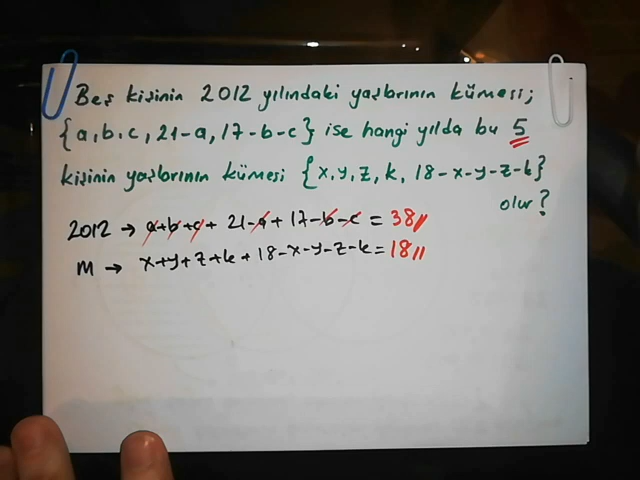 Beş kişinin 2012 yılındaki yaşlarının kümesi;
{a, b, c, 21-a, 17-b-c} ise hangi yılda bu 5
kişinin yaşlarının kümesi {x, y, z, k, 18-x-y-z-k}
olur?
2012 → a+b+c+ 21-a+ 17-b-c = 38//
M → x+y+z+k+18-x-y-z-k=18//